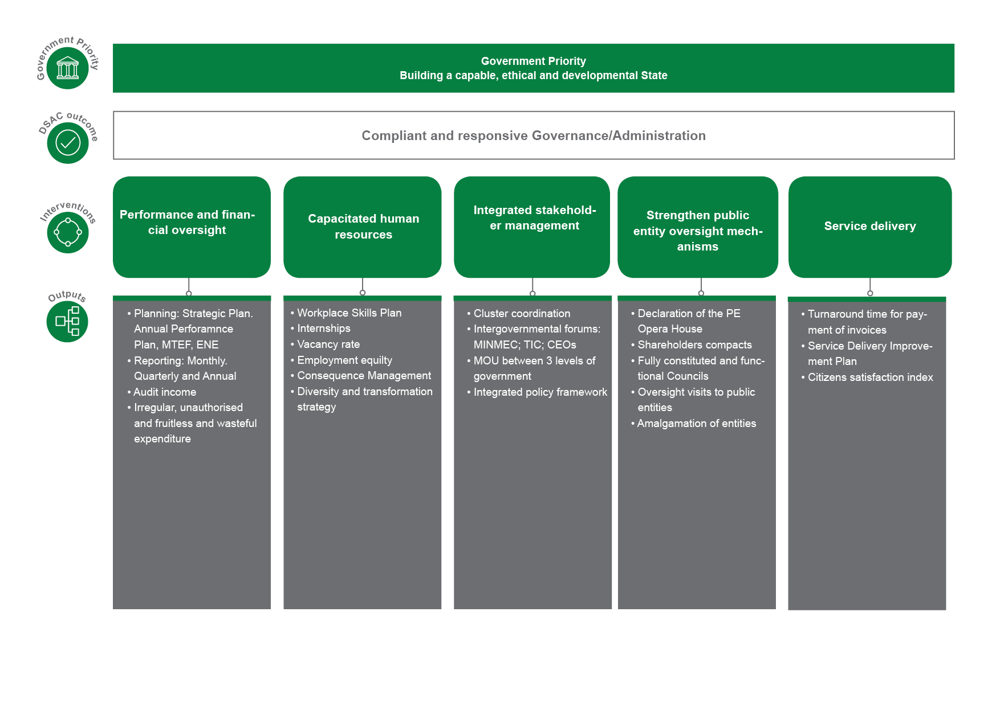 Government Priority
Government Priority
Building a capable, ethical and developmental State
DSAC outcome
Compliant and responsive Governance/Administration
Interventions
Performance and finan-
cial oversight
Capacitated human
resources
Integrated stakehold-
er management
Strengthen public
entity oversight mech-
anisms
Service delivery
Outputs
• Planning: Strategic Plan.
Annual Perforamnce
Plan, MTEF, ENE
• Reporting: Monthly.
Quarterly and Annual
• Audit income
• Irregular, unauthorised
and fruitless and wasteful
expenditure
• Workplace Skills Plan
• Internships
• Vacancy rate
• Employment equilty
• Consequence Management
• Diversity and transformation
strategy
• Cluster coordination
• Intergovernmental forums:
MINMEC; TIC; CEOs
• MOU between 3 levels of
government
• Integrated policy framework
• Declaration of the PE
Opera House
• Shareholders compacts
• Fully constituted and func-
tional Councils
• Oversight visits to public
entities
• Amalgamation of entities
• Turnaround time for pay-
ment of invoices
• Service Delivery Improve-
ment Plan
• Citizens satisfaction index